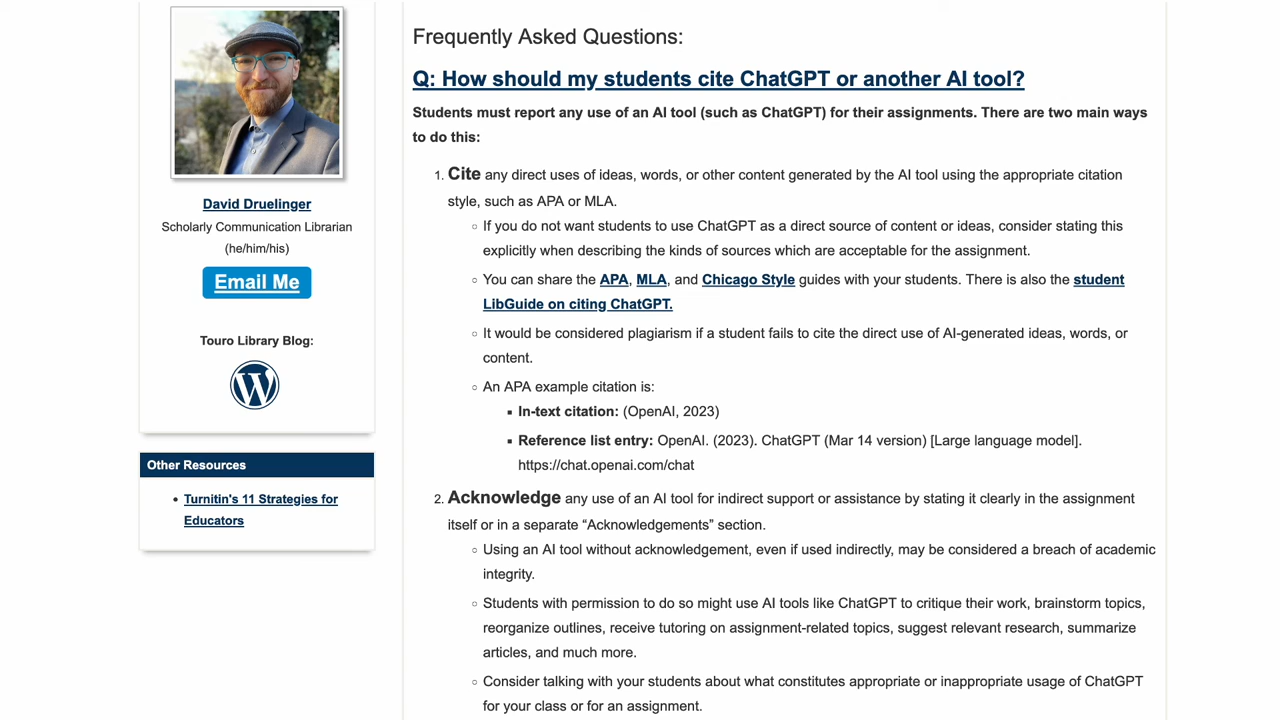 David Druelinger
Scholarly Communication Librarian
(he/him/his)
Email Me
Touro Library Blog:
Other Resources
• Turnitin's 11 Strategies for
Educators
Frequently Asked Questions:
Q: How should my students cite ChatGPT or another AI tool?
Students must report any use of an AI tool (such as ChatGPT) for their assignments. There are two main ways
to do this:
1. Cite any direct uses of ideas, words, or other content generated by the AI tool using the appropriate citation
style, such as APA or MLA.
◦ If you do not want students to use ChatGPT as a direct source of content or ideas, consider stating this
explicitly when describing the kinds of sources which are acceptable for the assignment.
◦ You can share the APA, MLA, and Chicago Style guides with your students. There is also the student
LibGuide on citing ChatGPT.
◦ It would be considered plagiarism if a student fails to cite the direct use of AI-generated ideas, words, or
content.
◦ An APA example citation is:
▪ In-text citation: (OpenAI, 2023)
▪ Reference list entry: OpenAI. (2023). ChatGPT (Mar 14 version) [Large language model].
https://chat.openai.com/chat
2. Acknowledge any use of an AI tool for indirect support or assistance by stating it clearly in the assignment
itself or in a separate “Acknowledgements” section.
◦ Using an AI tool without acknowledgement, even if used indirectly, may be considered a breach of academic
integrity.
◦ Students with permission to do so might use AI tools like ChatGPT to critique their work, brainstorm topics,
reorganize outlines, receive tutoring on assignment-related topics, suggest relevant research, summarize
articles, and much more.
◦ Consider talking with your students about what constitutes appropriate or inappropriate usage of ChatGPT
for your class or for an assignment.